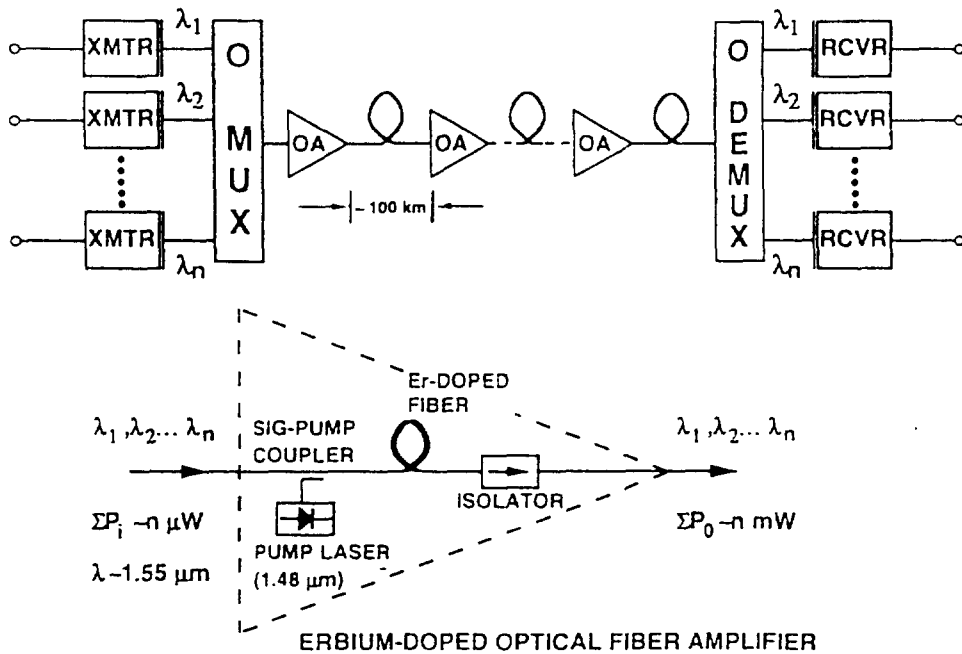 λ1
XMTR
λ2
XMTR
XMTR
λn
O MUX
OA
OA
OA
~100 km
O DEMUX
λ1
RCVR
λ2
RCVR
RCVR
λn
Er-DOPED
FIBER
λ1 ,λ2... λn
SIG-PUMP
COUPLER
λ1, λ2... λn
ISOLATOR
ΣPi ~n μW
ΣP0 ~n mW
PUMP LASER
(1.48 μm)
λ ~1.55 μm
ERBIUM-DOPED OPTICAL FIBER AMPLIFIER